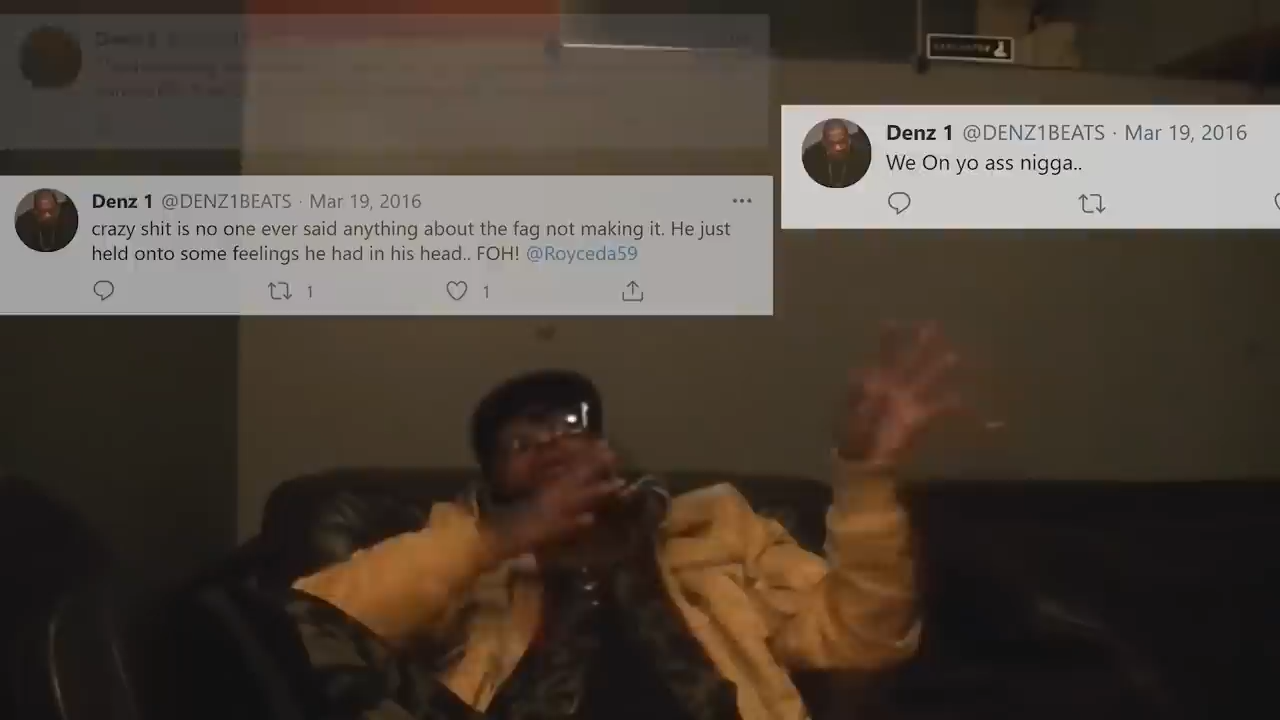 Denz 1 @DENZ1BEATS · Mar 19, 2016
We On yo ass nigga..
Denz 1 @DENZ1BEATS · Mar 19, 2016
crazy shit is no one ever said anything about the fag not making it. He just
held onto some feelings he had in his head.. FOH! @Royceda59
1
1